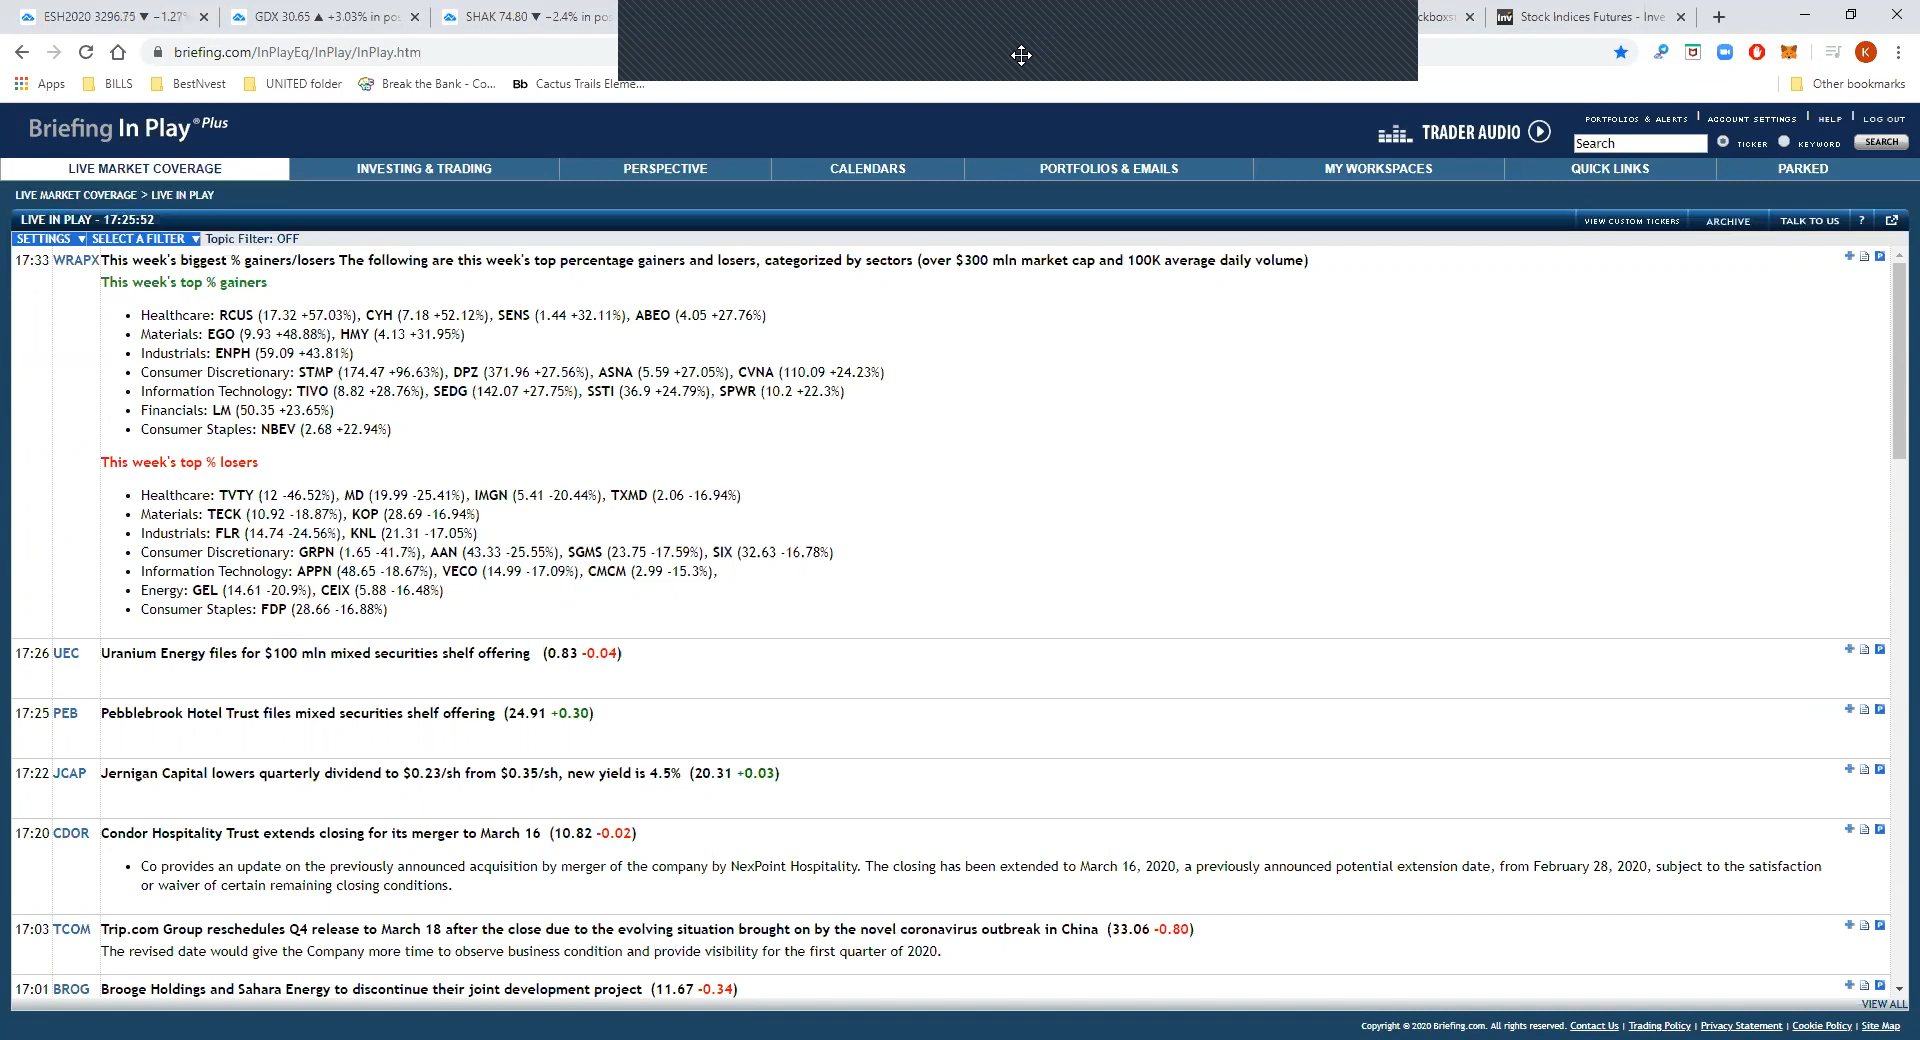 ESH2020 3296.75 ▼ −1.27%
GDX 30.65 ▲ +3.03% in po
SHAK 74.80 ▼ −2.4% in po
ckboxs
Stock Indices Futures - Inve
briefing.com/InPlayEq/InPlay/InPlay.htm
K
Apps
BILLS
BestNvest
UNITED folder
Break the Bank - Co...
Bb Cactus Trails Eleme...
Other bookmarks
Briefing In Play® Plus
TRADER AUDIO
PORTFOLIOS & ALERTS | ACCOUNT SETTINGS | HELP | LOG OUT
Search TICKER KEYWORD SEARCH
LIVE MARKET COVERAGE
INVESTING & TRADING
PERSPECTIVE
CALENDARS
PORTFOLIOS & EMAILS
MY WORKSPACES
QUICK LINKS
PARKED
LIVE MARKET COVERAGE > LIVE IN PLAY
LIVE IN PLAY - 17:25:52
VIEW CUSTOM TICKERS
ARCHIVE
TALK TO US
?
SETTINGS ▼ SELECT A FILTER ▼ Topic Filter: OFF
17:33 WRAPX This week's biggest % gainers/losers The following are this week's top percentage gainers and losers, categorized by sectors (over $300 mln market cap and 100K average daily volume)
This week's top % gainers
• Healthcare: RCUS (17.32 +57.03%), CYH (7.18 +52.12%), SENS (1.44 +32.11%), ABEO (4.05 +27.76%)
• Materials: EGO (9.93 +48.88%), HMY (4.13 +31.95%)
• Industrials: ENPH (59.09 +43.81%)
• Consumer Discretionary: STMP (174.47 +96.63%), DPZ (371.96 +27.56%), ASNA (5.59 +27.05%), CVNA (110.09 +24.23%)
• Information Technology: TIVO (8.82 +28.76%), SEDG (142.07 +27.75%), SSTI (36.9 +24.79%), SPWR (10.2 +22.3%)
• Financials: LM (50.35 +23.65%)
• Consumer Staples: NBEV (2.68 +22.94%)
This week's top % losers
• Healthcare: TVTY (12 -46.52%), MD (19.99 -25.41%), IMGN (5.41 -20.44%), TXMD (2.06 -16.94%)
• Materials: TECK (10.92 -18.87%), KOP (28.69 -16.94%)
• Industrials: FLR (14.74 -24.56%), KNL (21.31 -17.05%)
• Consumer Discretionary: GRPN (1.65 -41.7%), AAN (43.33 -25.55%), SGMS (23.75 -17.59%), SIX (32.63 -16.78%)
• Information Technology: APPN (48.65 -18.67%), VECO (14.99 -17.09%), CMCM (2.99 -15.3%),
• Energy: GEL (14.61 -20.9%), CEIX (5.88 -16.48%)
• Consumer Staples: FDP (28.66 -16.88%)
17:26 UEC Uranium Energy files for $100 mln mixed securities shelf offering (0.83 -0.04)
17:25 PEB Pebblebrook Hotel Trust files mixed securities shelf offering (24.91 +0.30)
17:22 JCAP Jernigan Capital lowers quarterly dividend to $0.23/sh from $0.35/sh, new yield is 4.5% (20.31 +0.03)
17:20 CDOR Condor Hospitality Trust extends closing for its merger to March 16 (10.82 -0.02)
• Co provides an update on the previously announced acquisition by merger of the company by NexPoint Hospitality. The closing has been extended to March 16, 2020, a previously announced potential extension date, from February 28, 2020, subject to the satisfaction
or waiver of certain remaining closing conditions.
17:03 TCOM Trip.com Group reschedules Q4 release to March 18 after the close due to the evolving situation brought on by the novel coronavirus outbreak in China (33.06 -0.80)
The revised date would give the Company more time to observe business condition and provide visibility for the first quarter of 2020.
17:01 BROG Brooge Holdings and Sahara Energy to discontinue their joint development project (11.67 -0.34)
VIEW ALL
Copyright © 2020 Briefing.com. All rights reserved. Contact Us | Trading Policy | Privacy Statement | Cookie Policy | Site Map